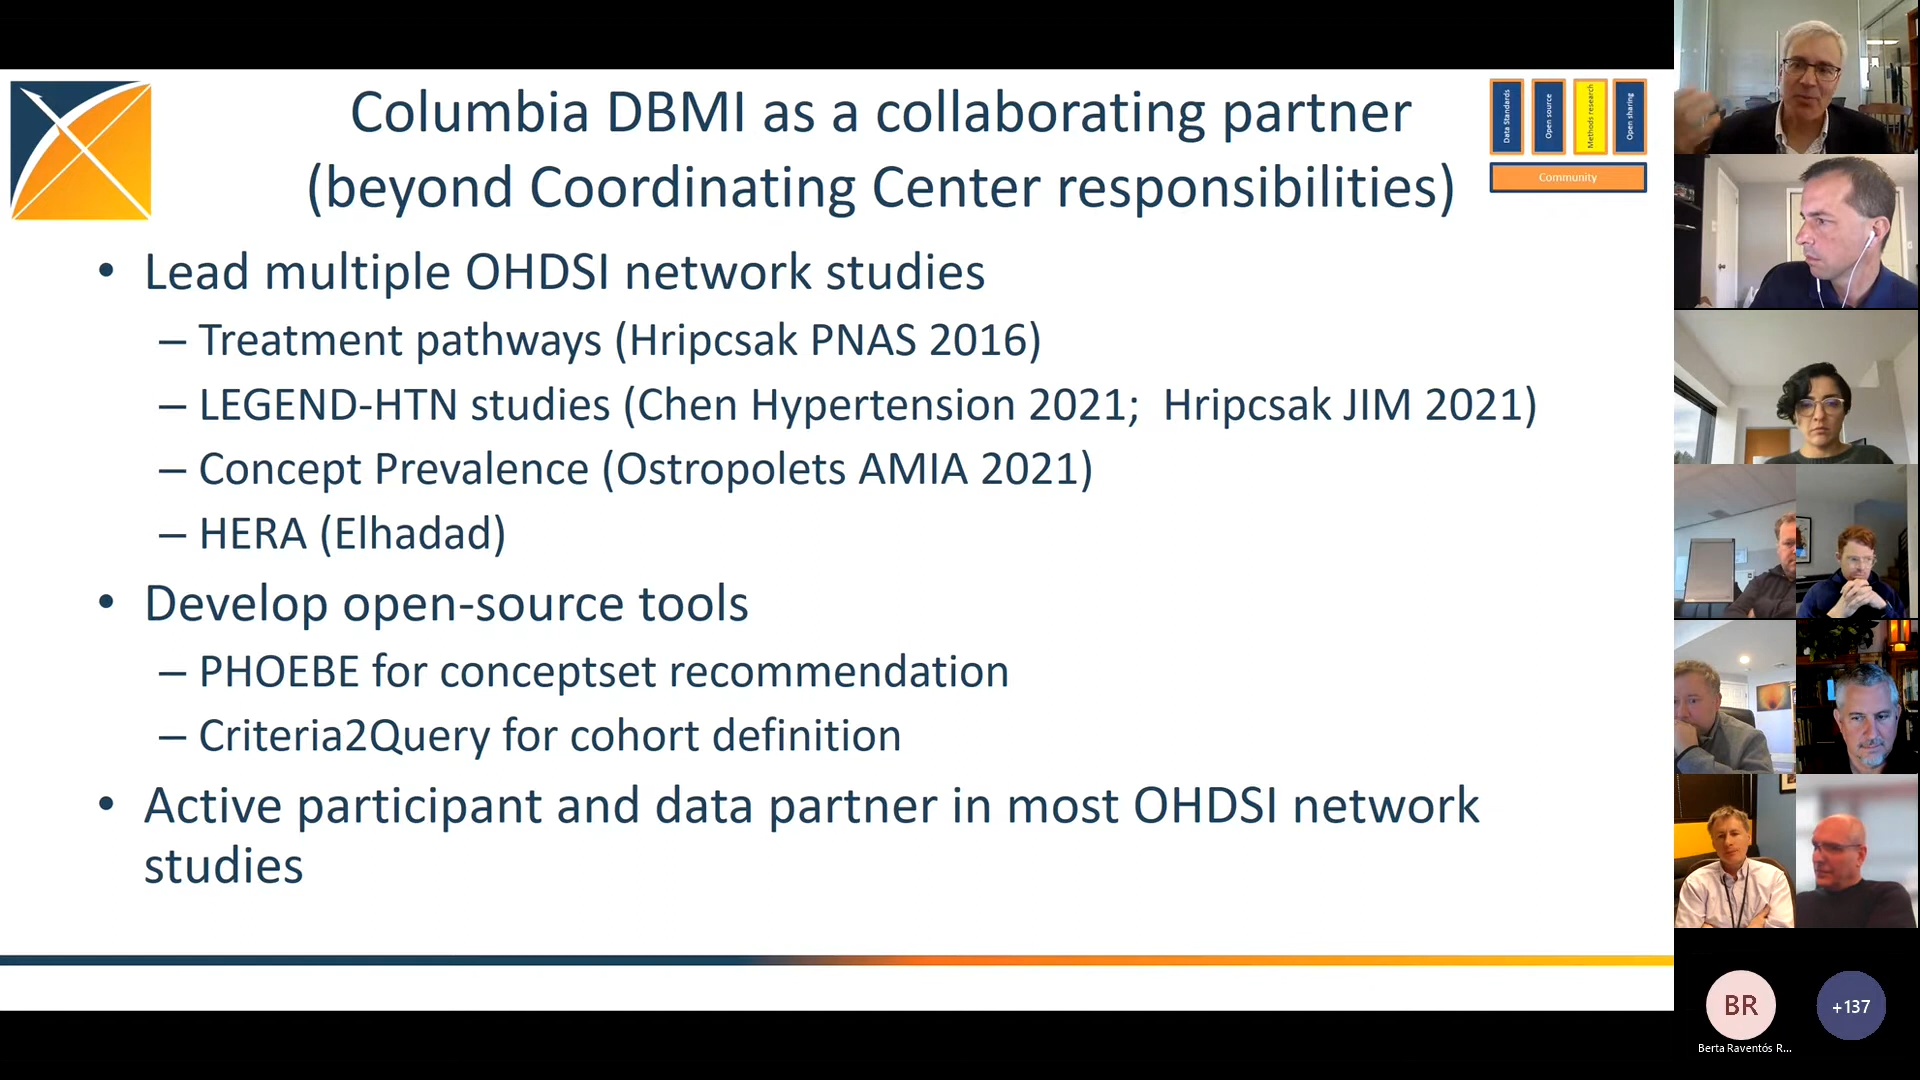 Columbia DBMI as a collaborating partner
(beyond Coordinating Center responsibilities)
Data Standards
Open source
Methods research
Open sharing
Community
• Lead multiple OHDSI network studies
– Treatment pathways (Hripcsak PNAS 2016)
– LEGEND-HTN studies (Chen Hypertension 2021; Hripcsak JIM 2021)
– Concept Prevalence (Ostropolets AMIA 2021)
– HERA (Elhadad)
• Develop open-source tools
– PHOEBE for conceptset recommendation
– Criteria2Query for cohort definition
• Active participant and data partner in most OHDSI network
studies
BR
+137
Berta Raventós R...